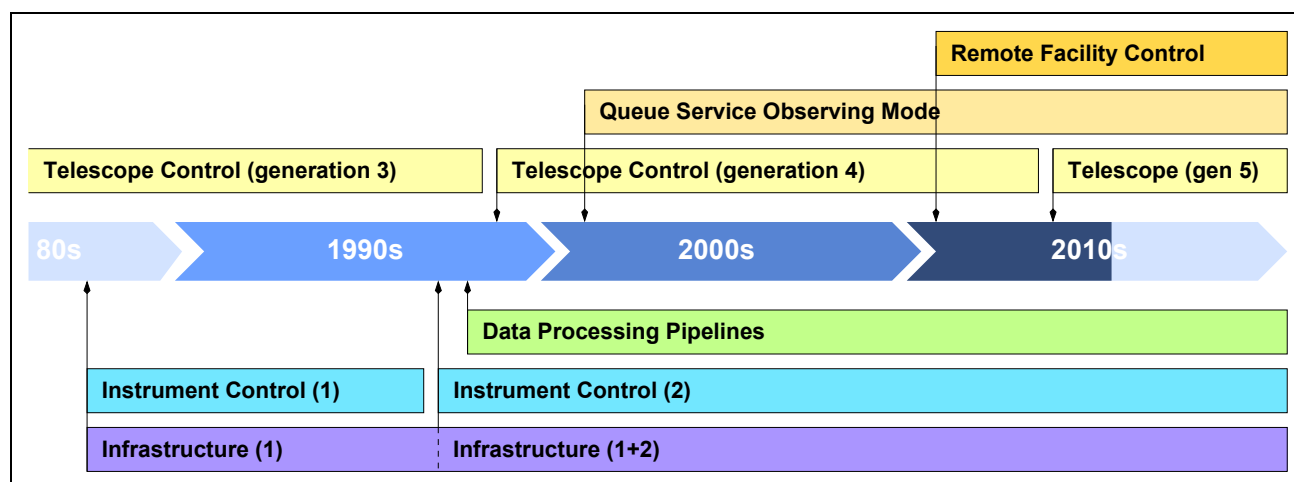 Remote Facility Control
Queue Service Observing Mode
Telescope Control (generation 3)
Telescope Control (generation 4)
Telescope (gen 5)
80s
1990s
2000s
2010s
Data Processing Pipelines
Instrument Control (1)
Instrument Control (2)
Infrastructure (1)
Infrastructure (1+2)